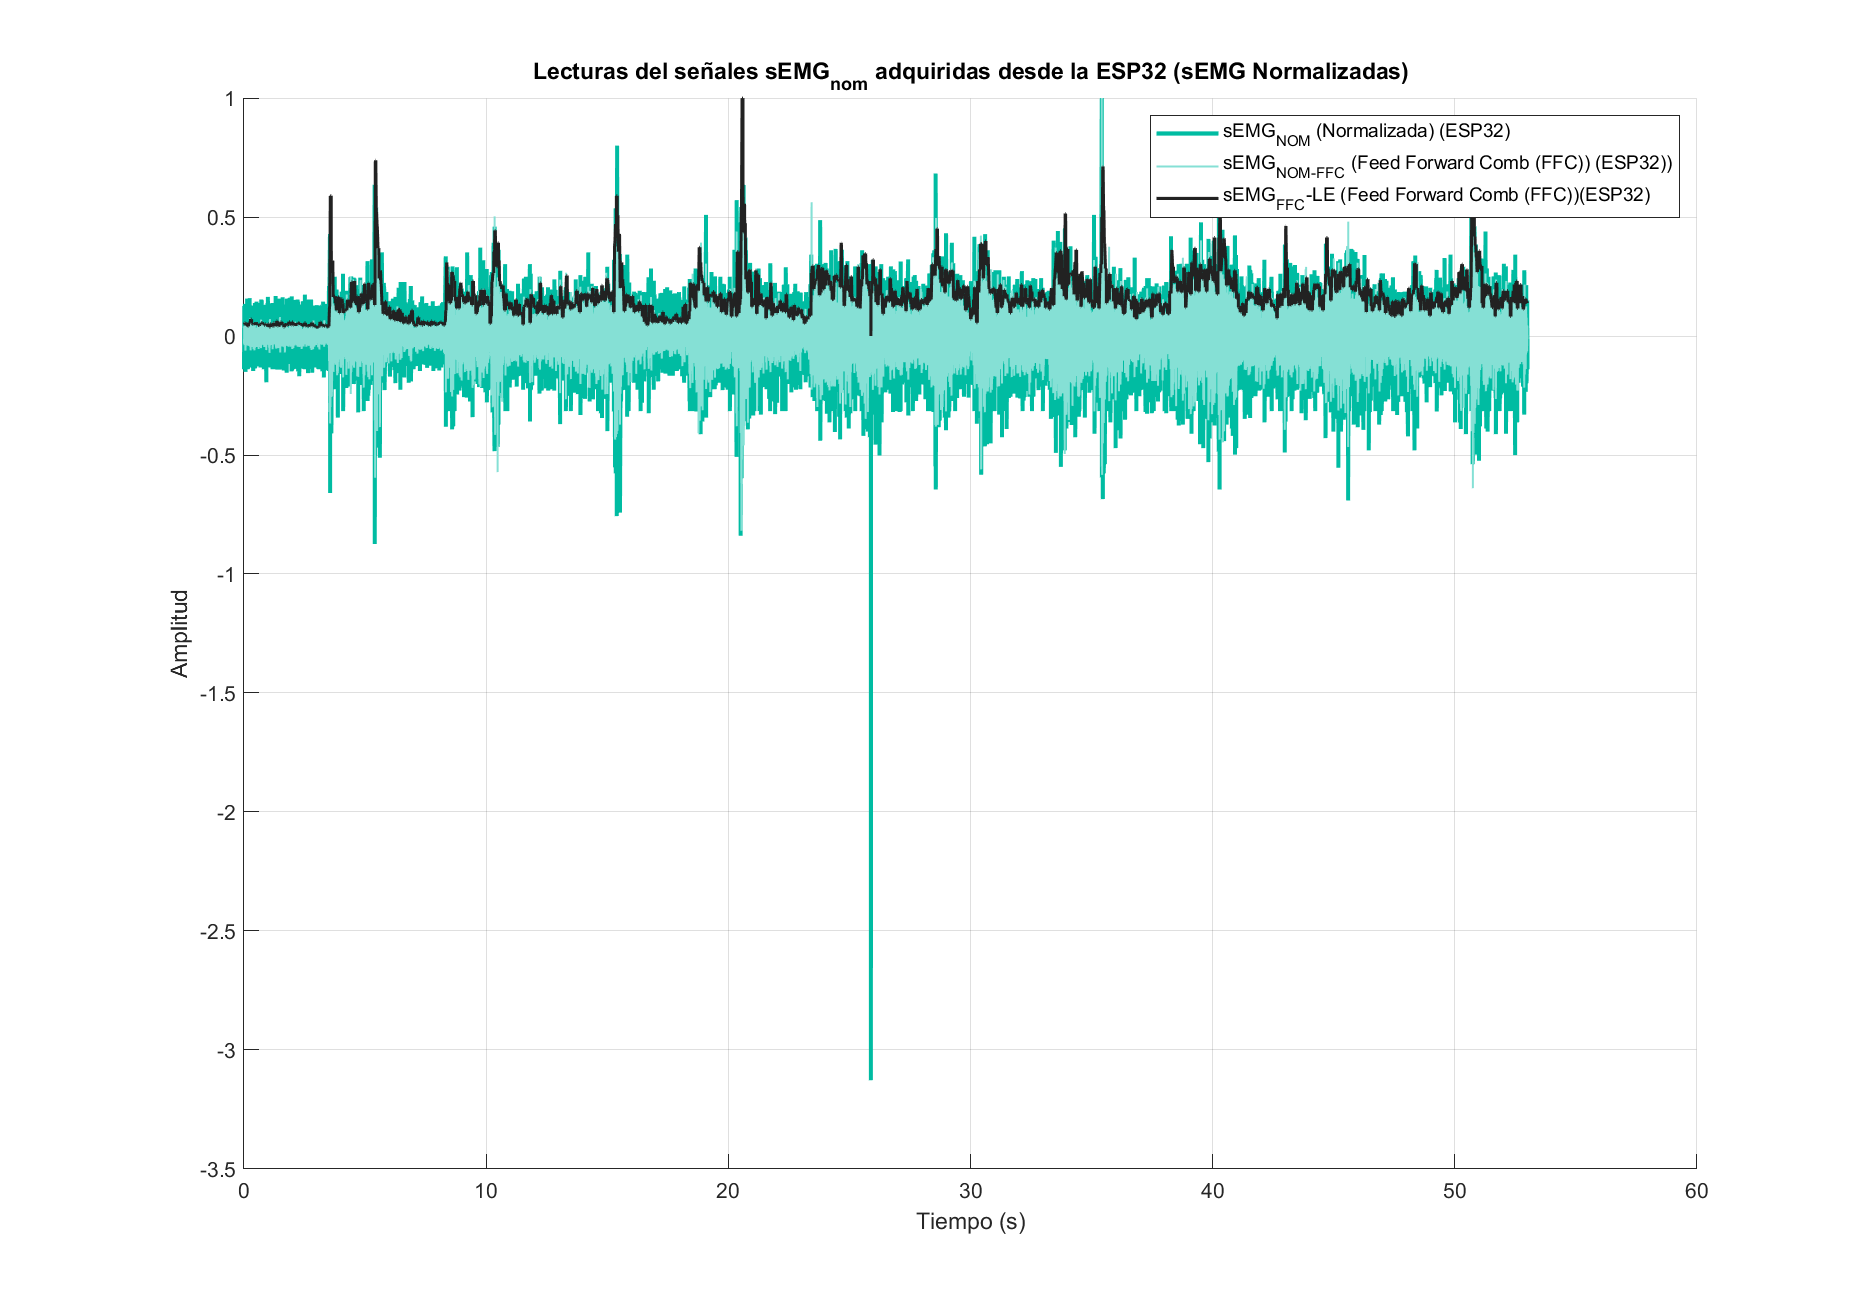 Lecturas del señales sEMGnom adquiridas desde la ESP32 (sEMG Normalizadas)
sEMGNOM (Normalizada) (ESP32)
sEMGNOM-FFC (Feed Forward Comb (FFC)) (ESP32))
sEMGFFC-LE (Feed Forward Comb (FFC))(ESP32)
1
0.5
0
-0.5
-1
-1.5
-2
-2.5
-3
-3.5
Amplitud
0 10 20 30 40 50 60
Tiempo (s)